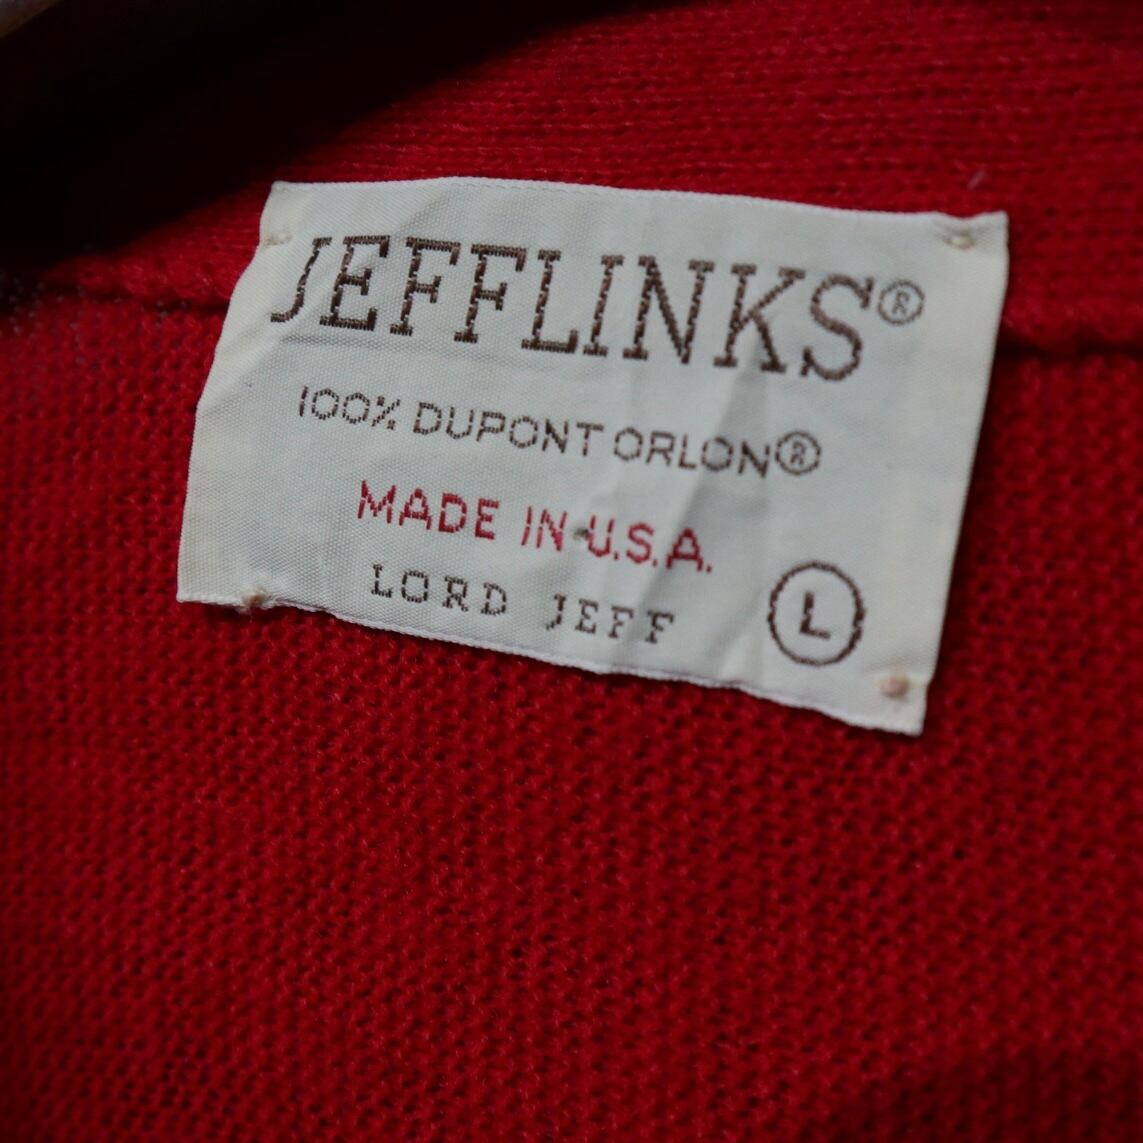 JEFFLINKS®
100% DUPONT ORLON®
MADE IN U.S.A.
LORD JEFF
L